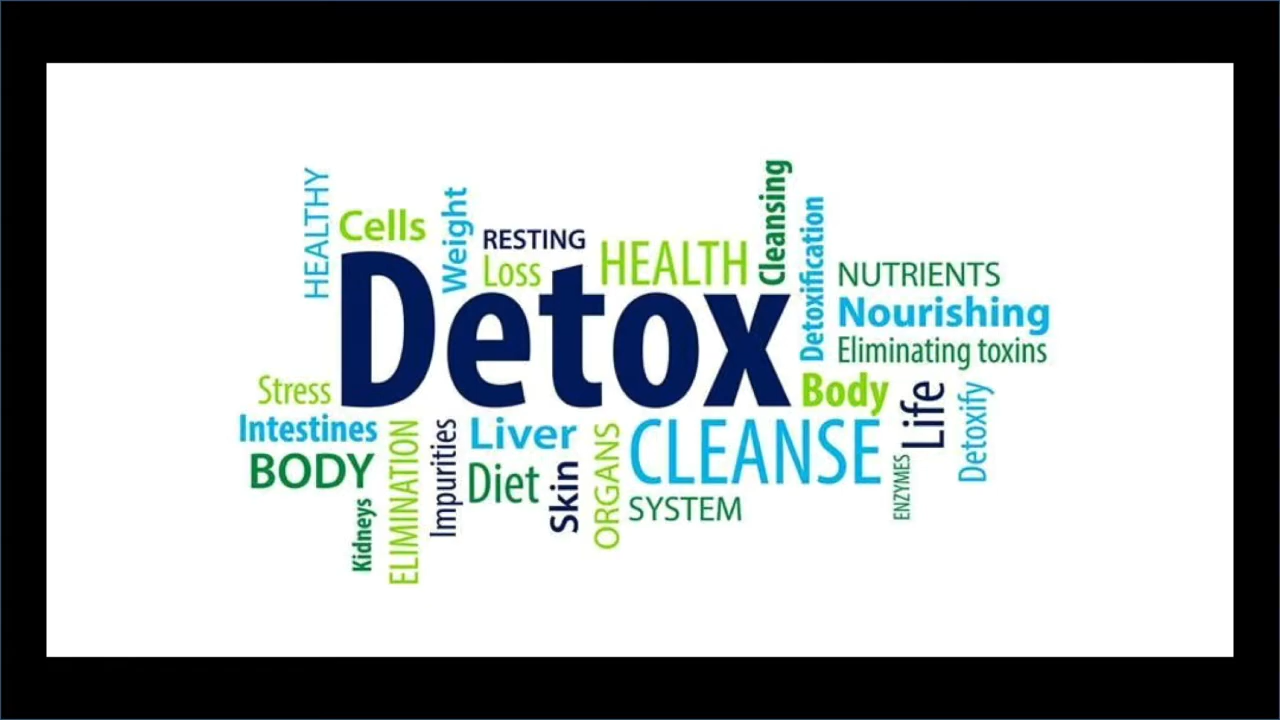 HEALTHY
Cells
Weight
RESTING
Loss
HEALTH
Cleansing
Detoxification
NUTRIENTS
Nourishing
Eliminating toxins
Detox
Stress
Body
Life
Detoxify
Intestines
BODY
Kidneys
ELIMINATION
Impurities
Liver
Diet
Skin
ORGANS
CLEANSE
SYSTEM
ENZYMES